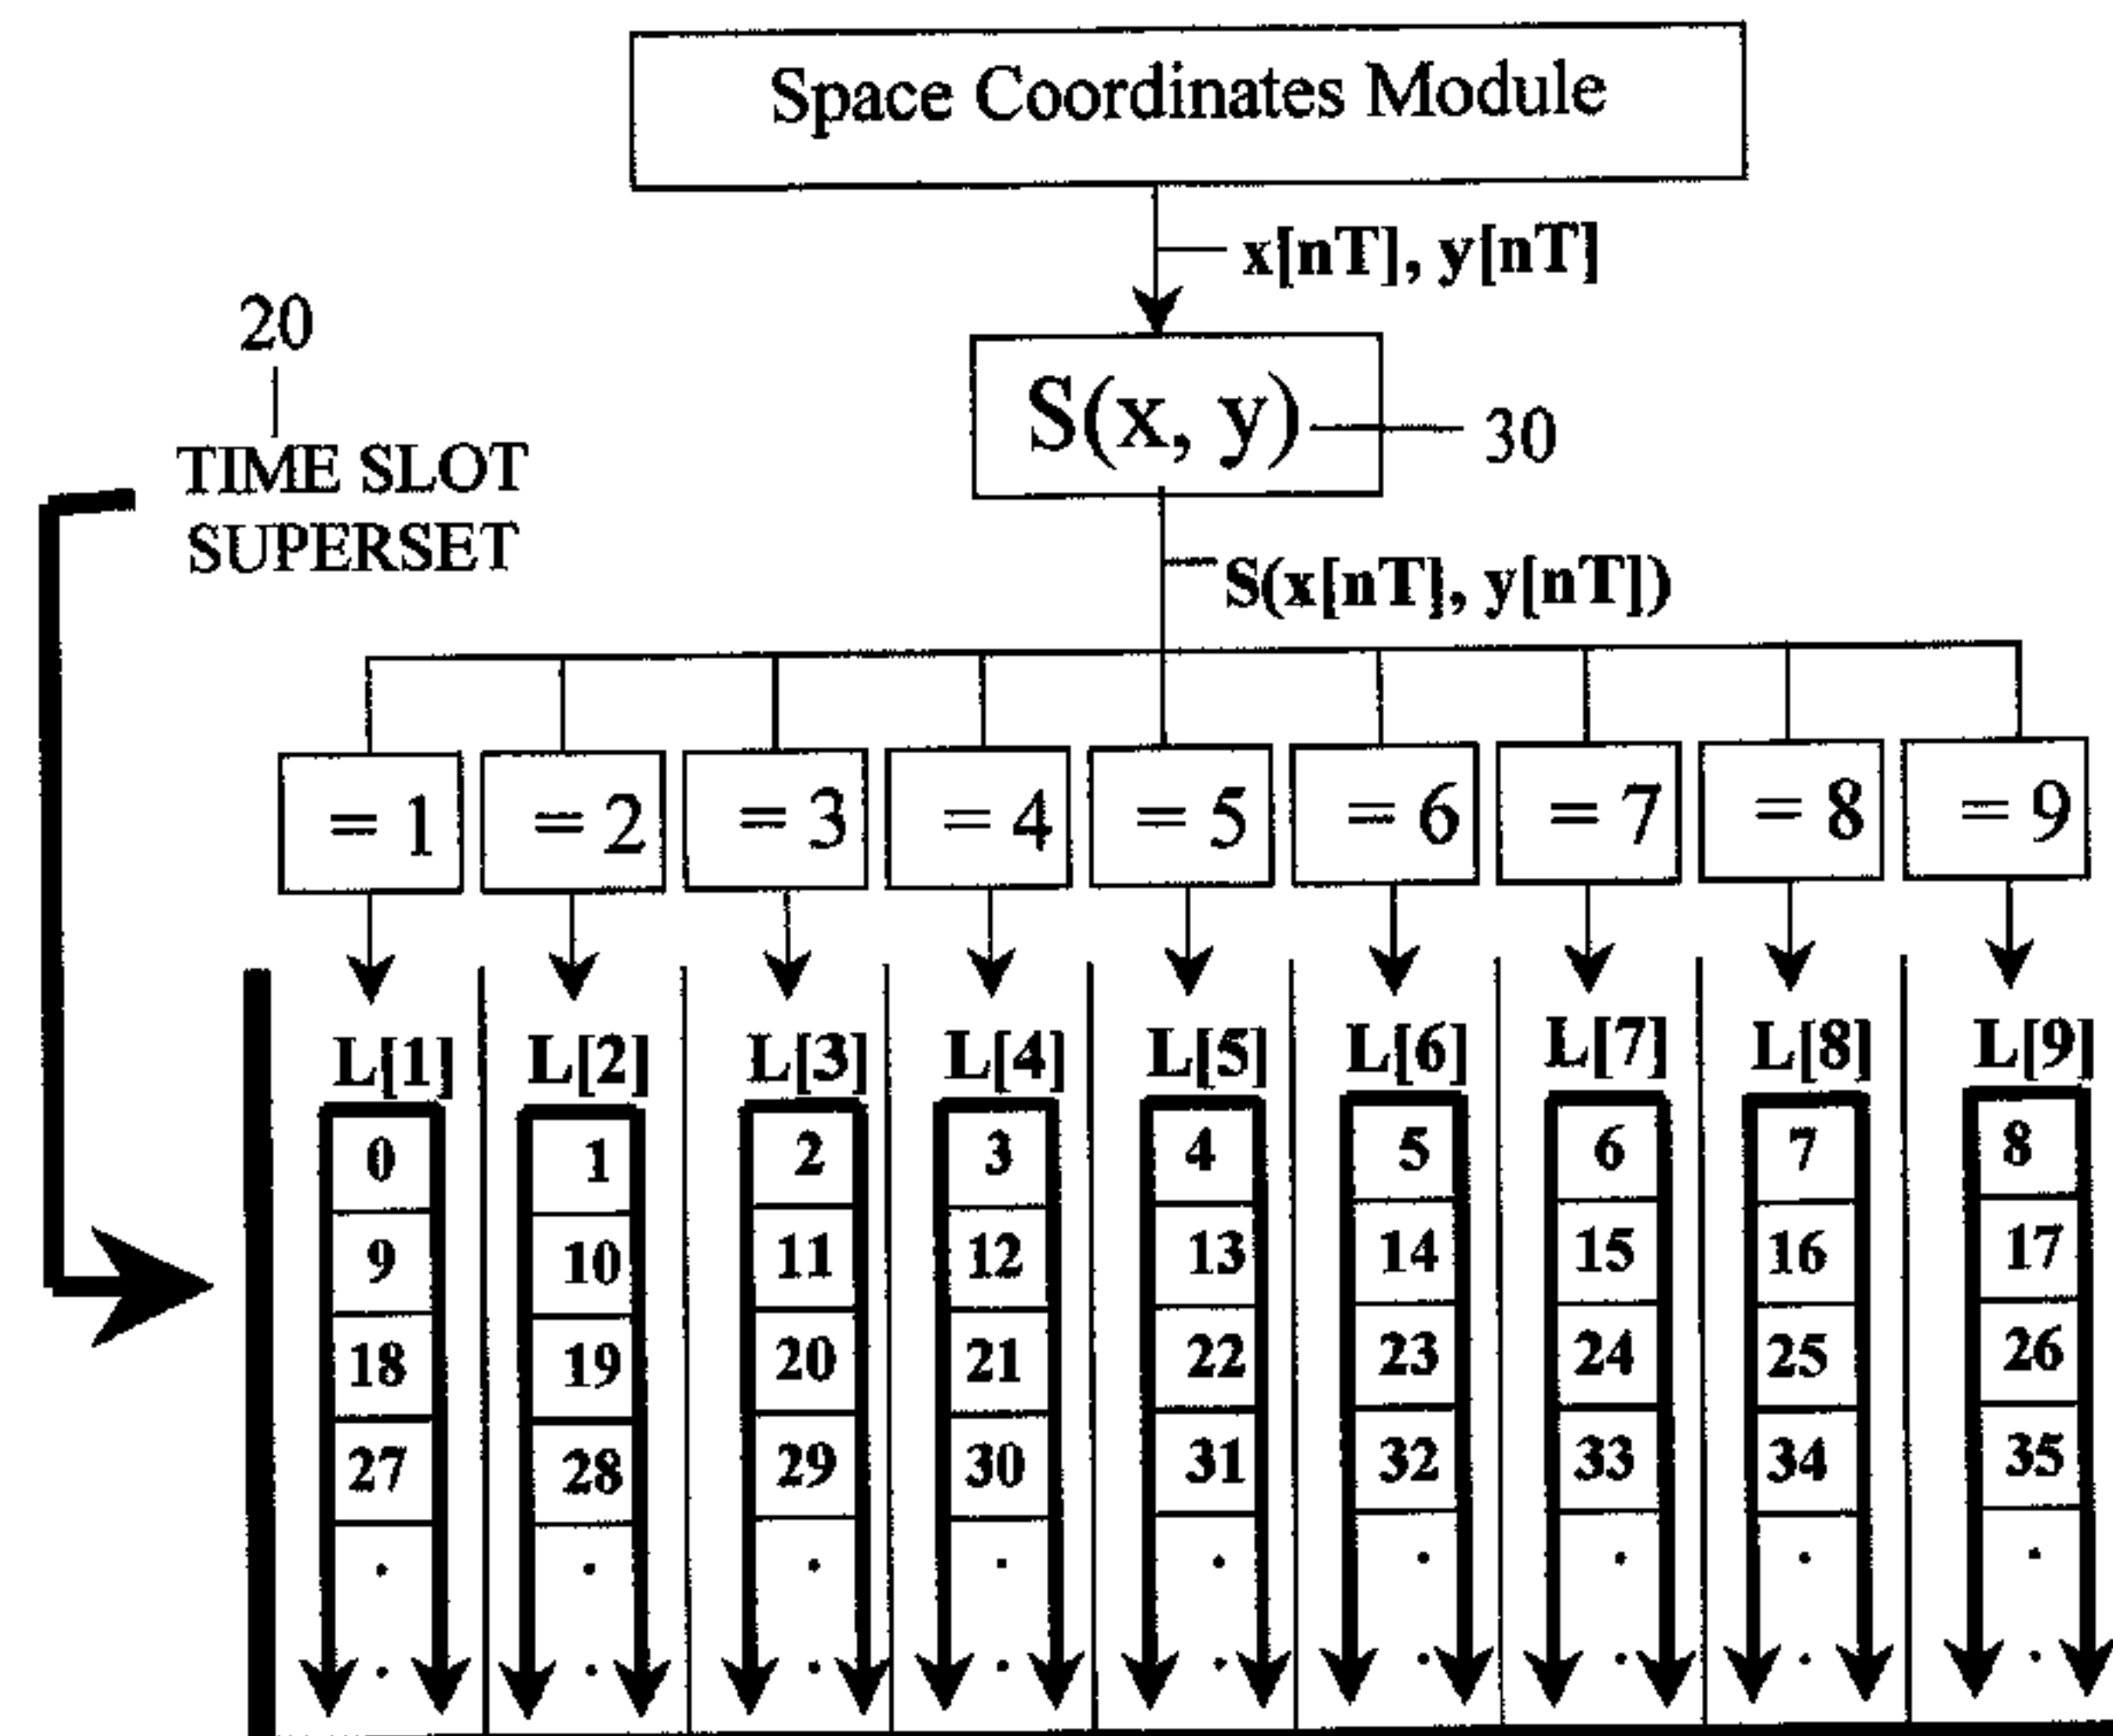 Space Coordinates Module
x[nT], y[nT]
20
TIME SLOT
SUPERSET
S(x, y)
30
S(x[nT], y[nT])
= 1 = 2 = 3 = 4 = 5 = 6 = 7 = 8 = 9
L[1] L[2] L[3] L[4] L[5] L[6] L[7] L[8] L[9]
0 1 2 3 4 5 6 7 8
9 10 11 12 13 14 15 16 17
18 19 20 21 22 23 24 25 26
27 28 29 30 31 32 33 34 35